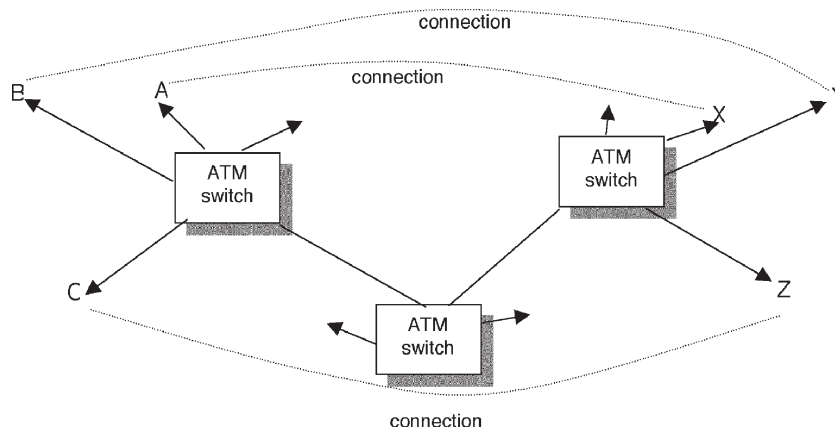 connection
connection
B
A
X
ATM
switch
ATM
switch
C
Z
ATM
switch
connection